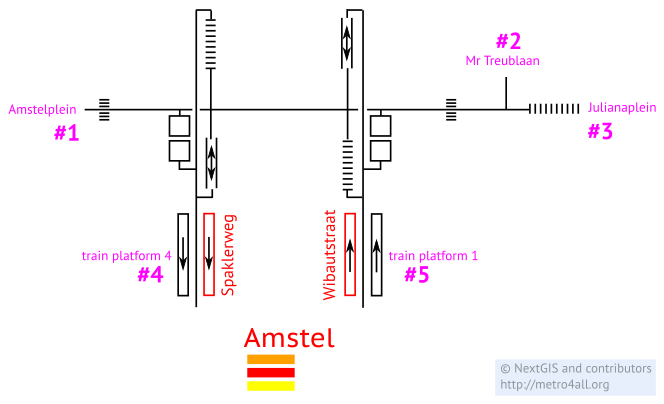 #2
Mr Treublaan
Amstelplein
#1
Julianaplein
#3
train platform 4
#4
Spaklerweg
Wibautstraat
train platform 1
#5
Amstel
© NextGIS and contributors
http://metro4all.org